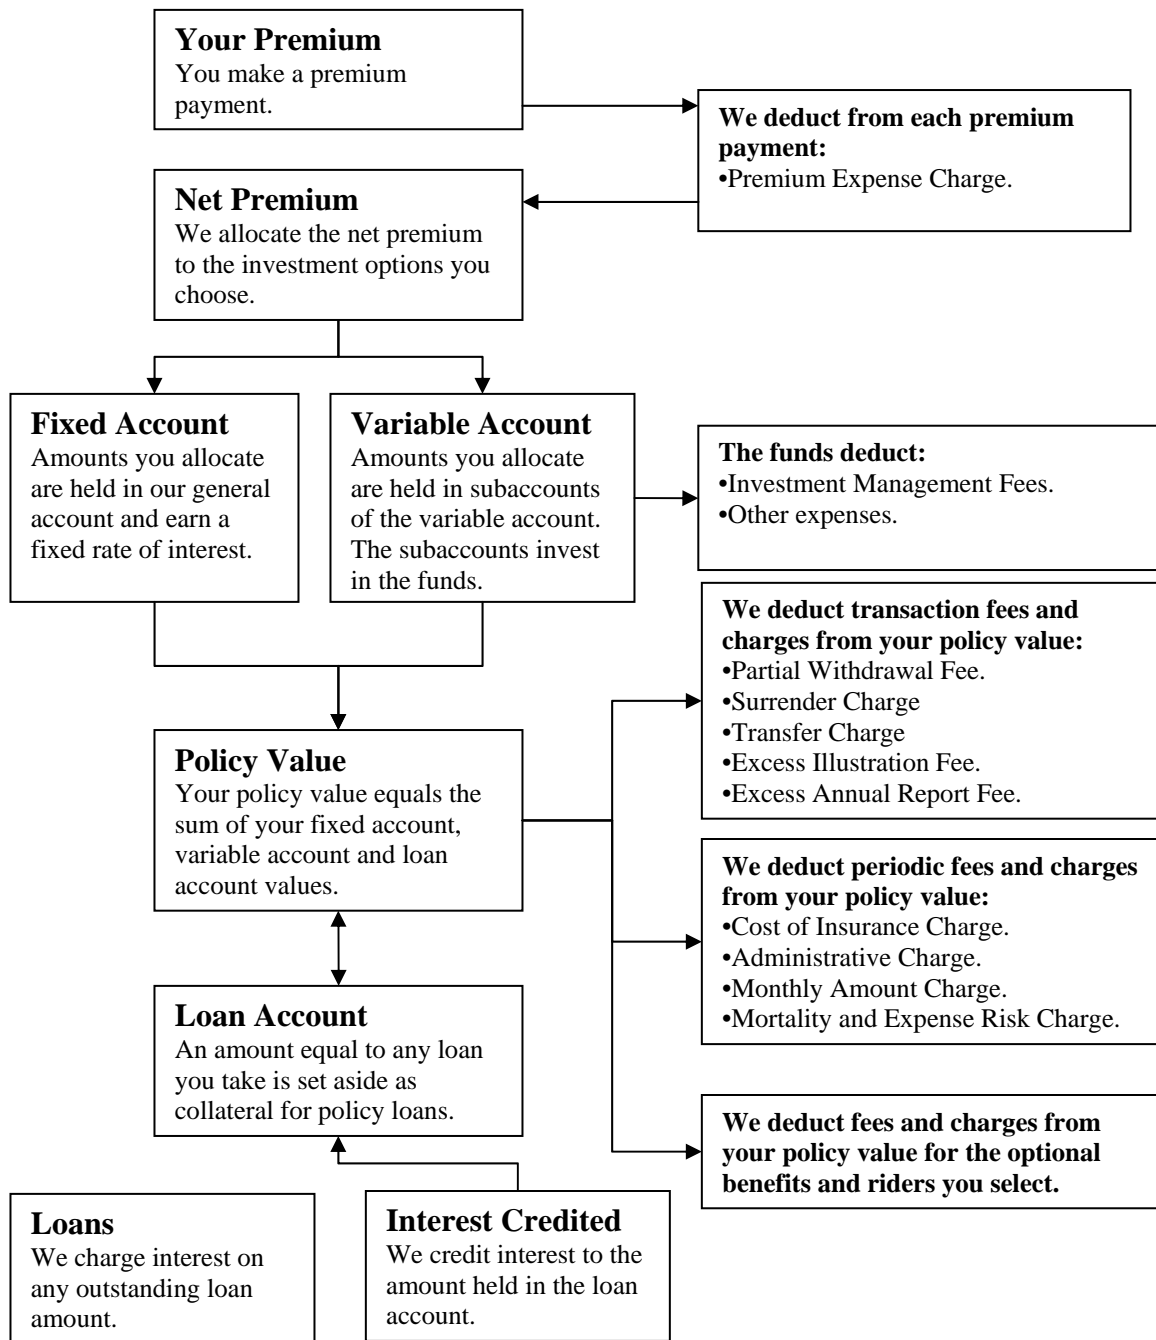 Your Premium
You make a premium
payment.
We deduct from each premium
payment:
•Premium Expense Charge.
Net Premium
We allocate the net premium
to the investment options you
choose.
Fixed Account
Amounts you allocate
are held in our general
account and earn a
fixed rate of interest.
Variable Account
Amounts you allocate
are held in subaccounts
of the variable account.
The subaccounts invest
in the funds.
The funds deduct:
•Investment Management Fees.
•Other expenses.
We deduct transaction fees and
charges from your policy value:
•Partial Withdrawal Fee.
•Surrender Charge
•Transfer Charge
•Excess Illustration Fee.
•Excess Annual Report Fee.
Policy Value
Your policy value equals the
sum of your fixed account,
variable account and loan
account values.
We deduct periodic fees and charges
from your policy value:
•Cost of Insurance Charge.
•Administrative Charge.
•Monthly Amount Charge.
•Mortality and Expense Risk Charge.
Loan Account
An amount equal to any loan
you take is set aside as
collateral for policy loans.
We deduct fees and charges from
your policy value for the optional
benefits and riders you select.
Loans
We charge interest on
any outstanding loan
amount.
Interest Credited
We credit interest to the
amount held in the loan
account.